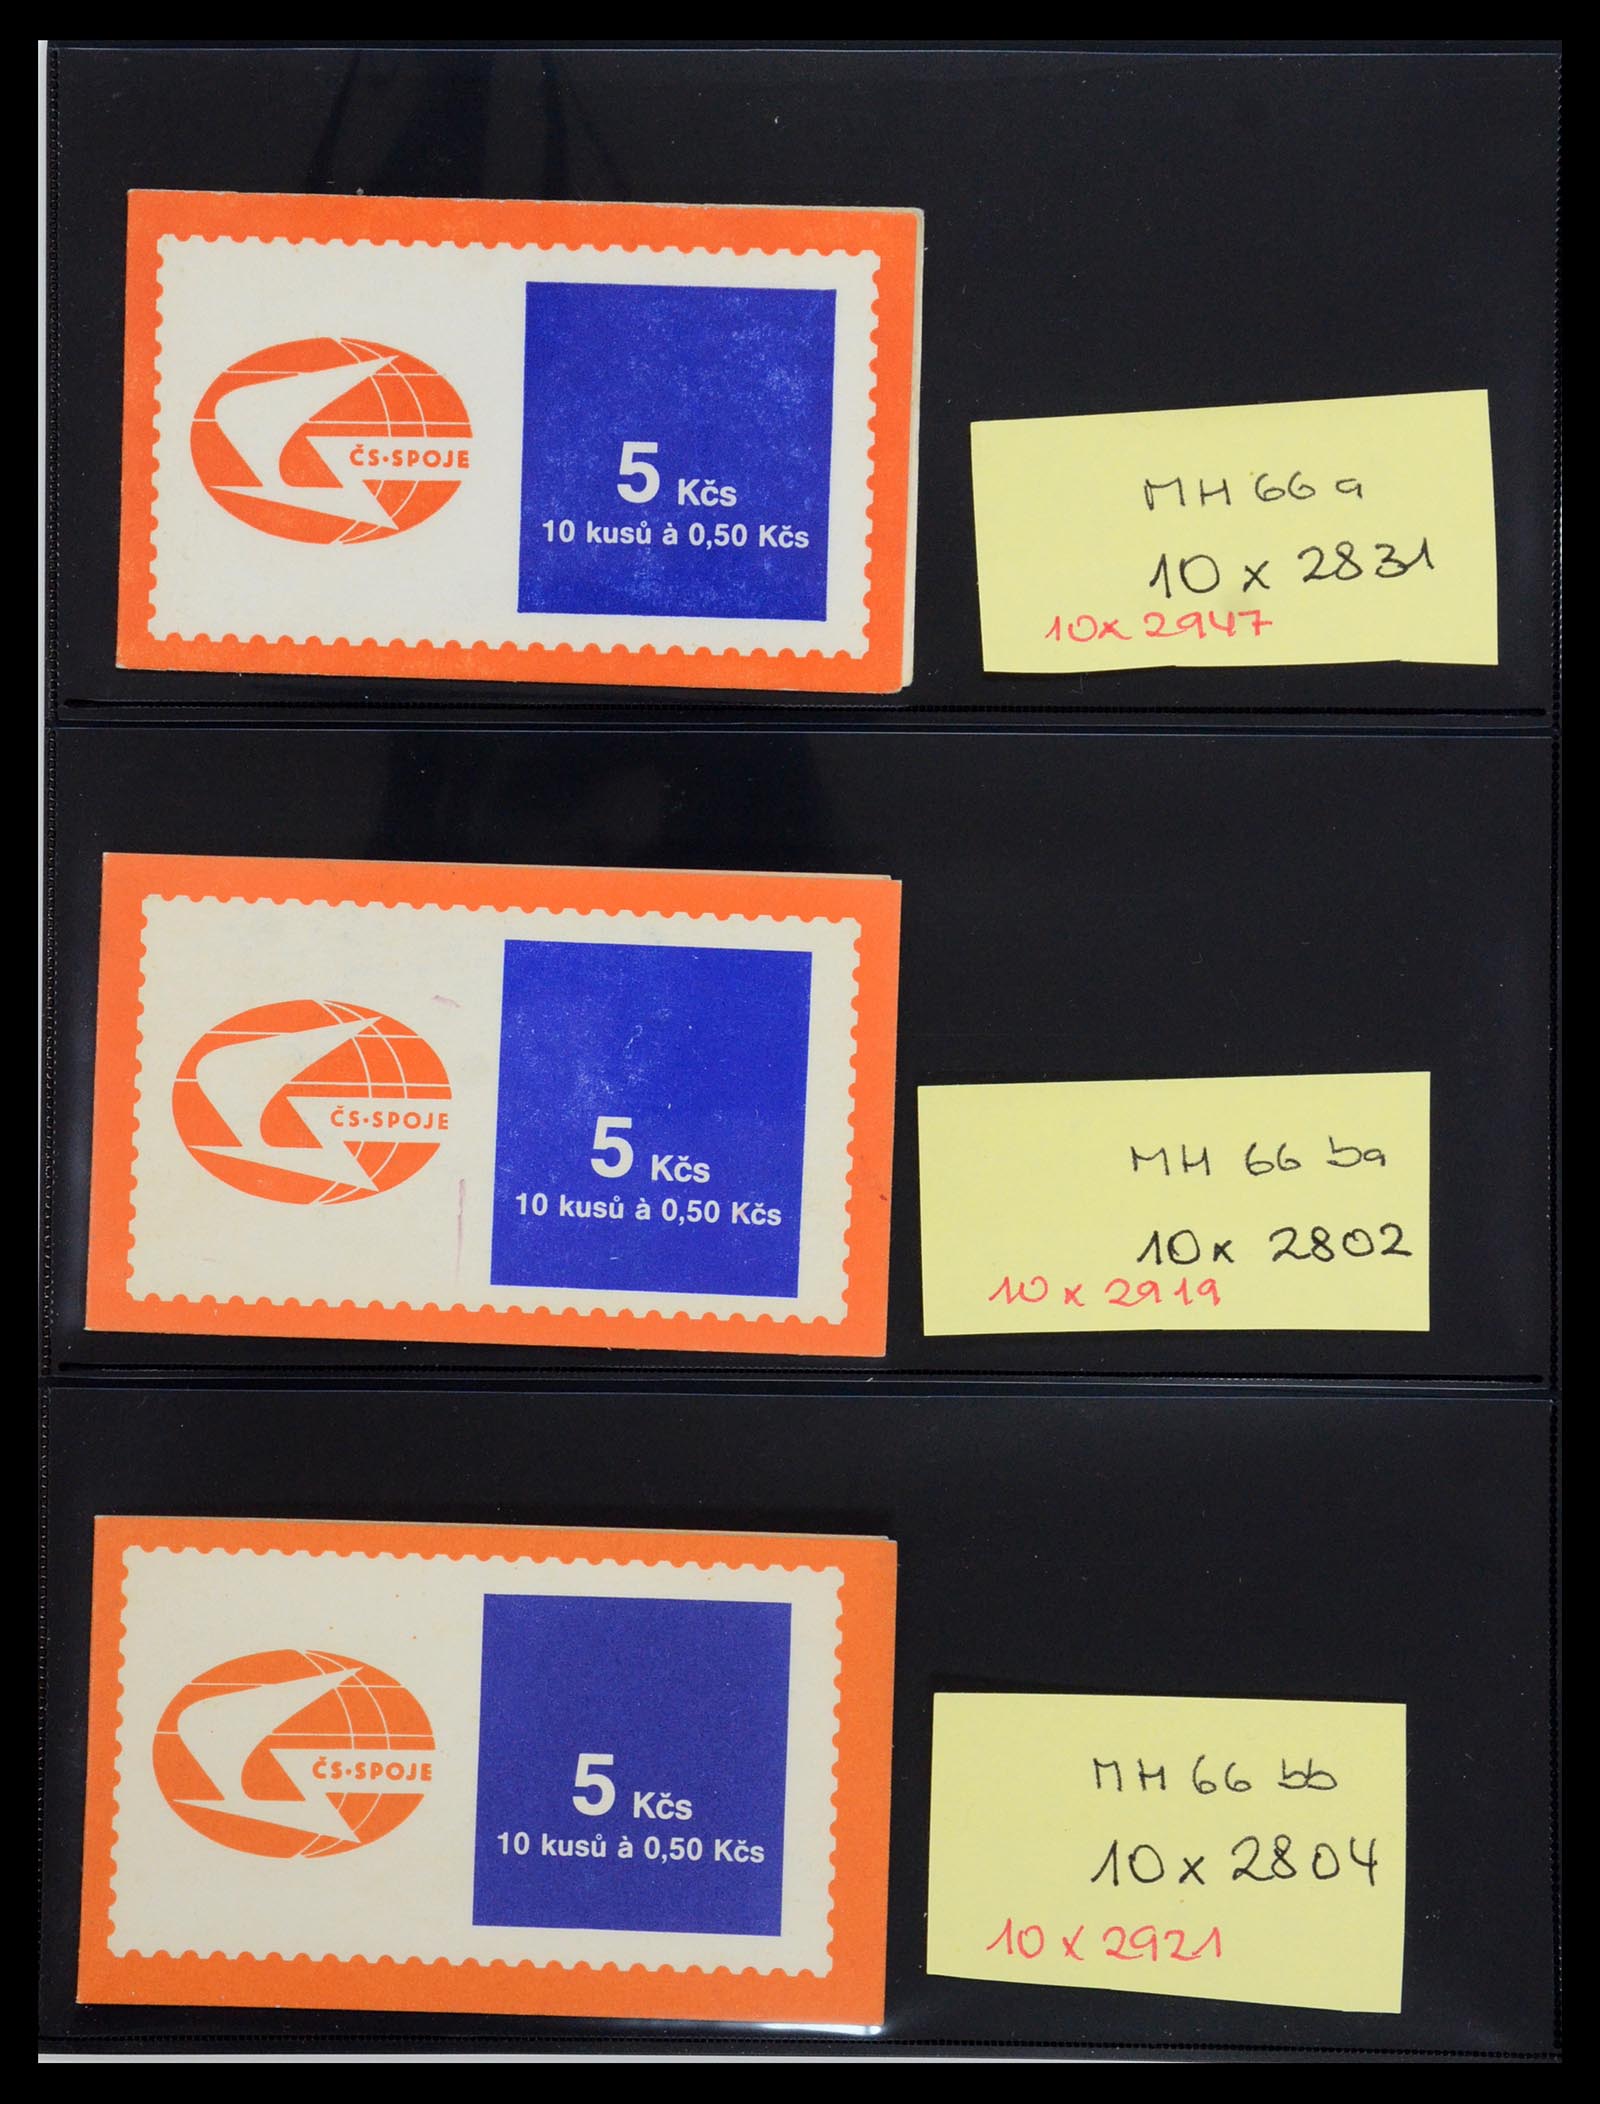 ČS·SPOJE
5 Kčs
10 kusů à 0,50 Kčs
MH 66 a
10 x 2831
10x 2947
ČS·SPOJE
5 Kčs
10 kusů à 0,50 Kčs
MH 66 ba
10 x 2802
10 x 2919
ČS·SPOJE
5 Kčs
10 kusů à 0,50 Kčs
MH 66 bb
10 x 2804
10 x 2921